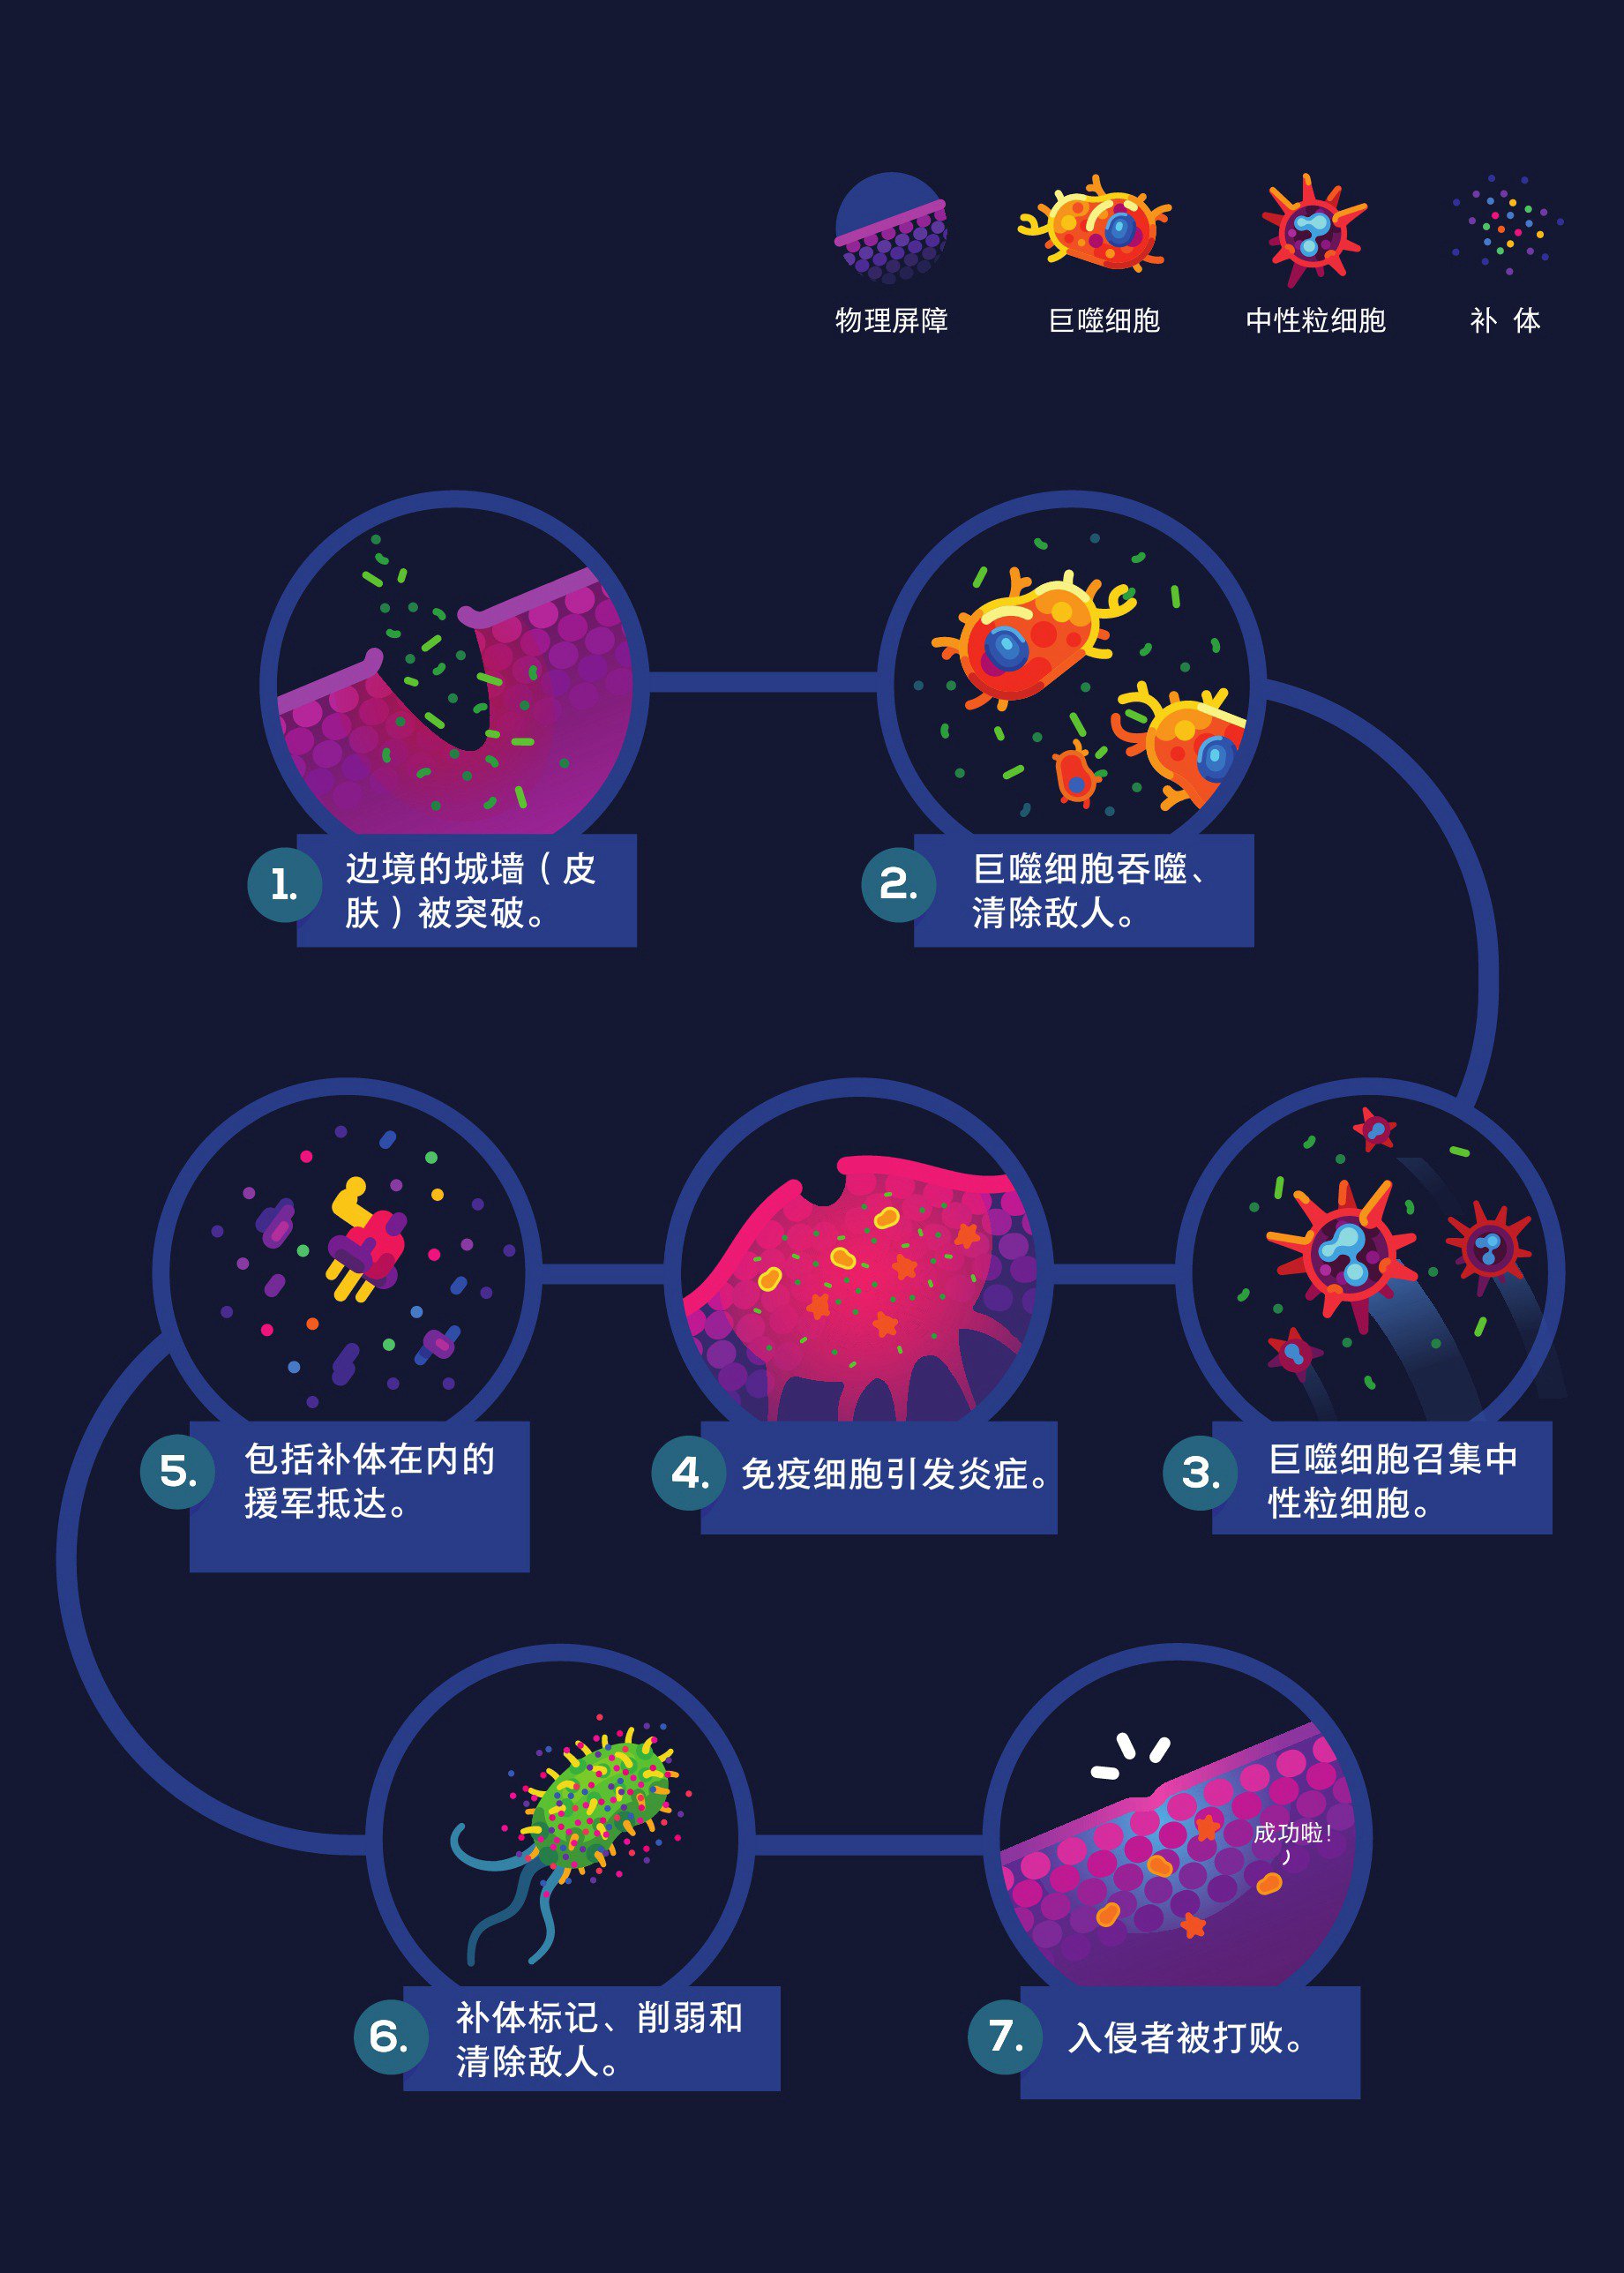 物理屏障
巨噬细胞
中性粒细胞
补 体
1.
边境的城墙（皮
肤）被突破。
2.
巨噬细胞吞噬、
清除敌人。
3.
巨噬细胞召集中
性粒细胞。
4.
免疫细胞引发炎症。
5.
包括补体在内的
援军抵达。
6.
补体标记、削弱和
清除敌人。
成功啦！
7.
入侵者被打败。